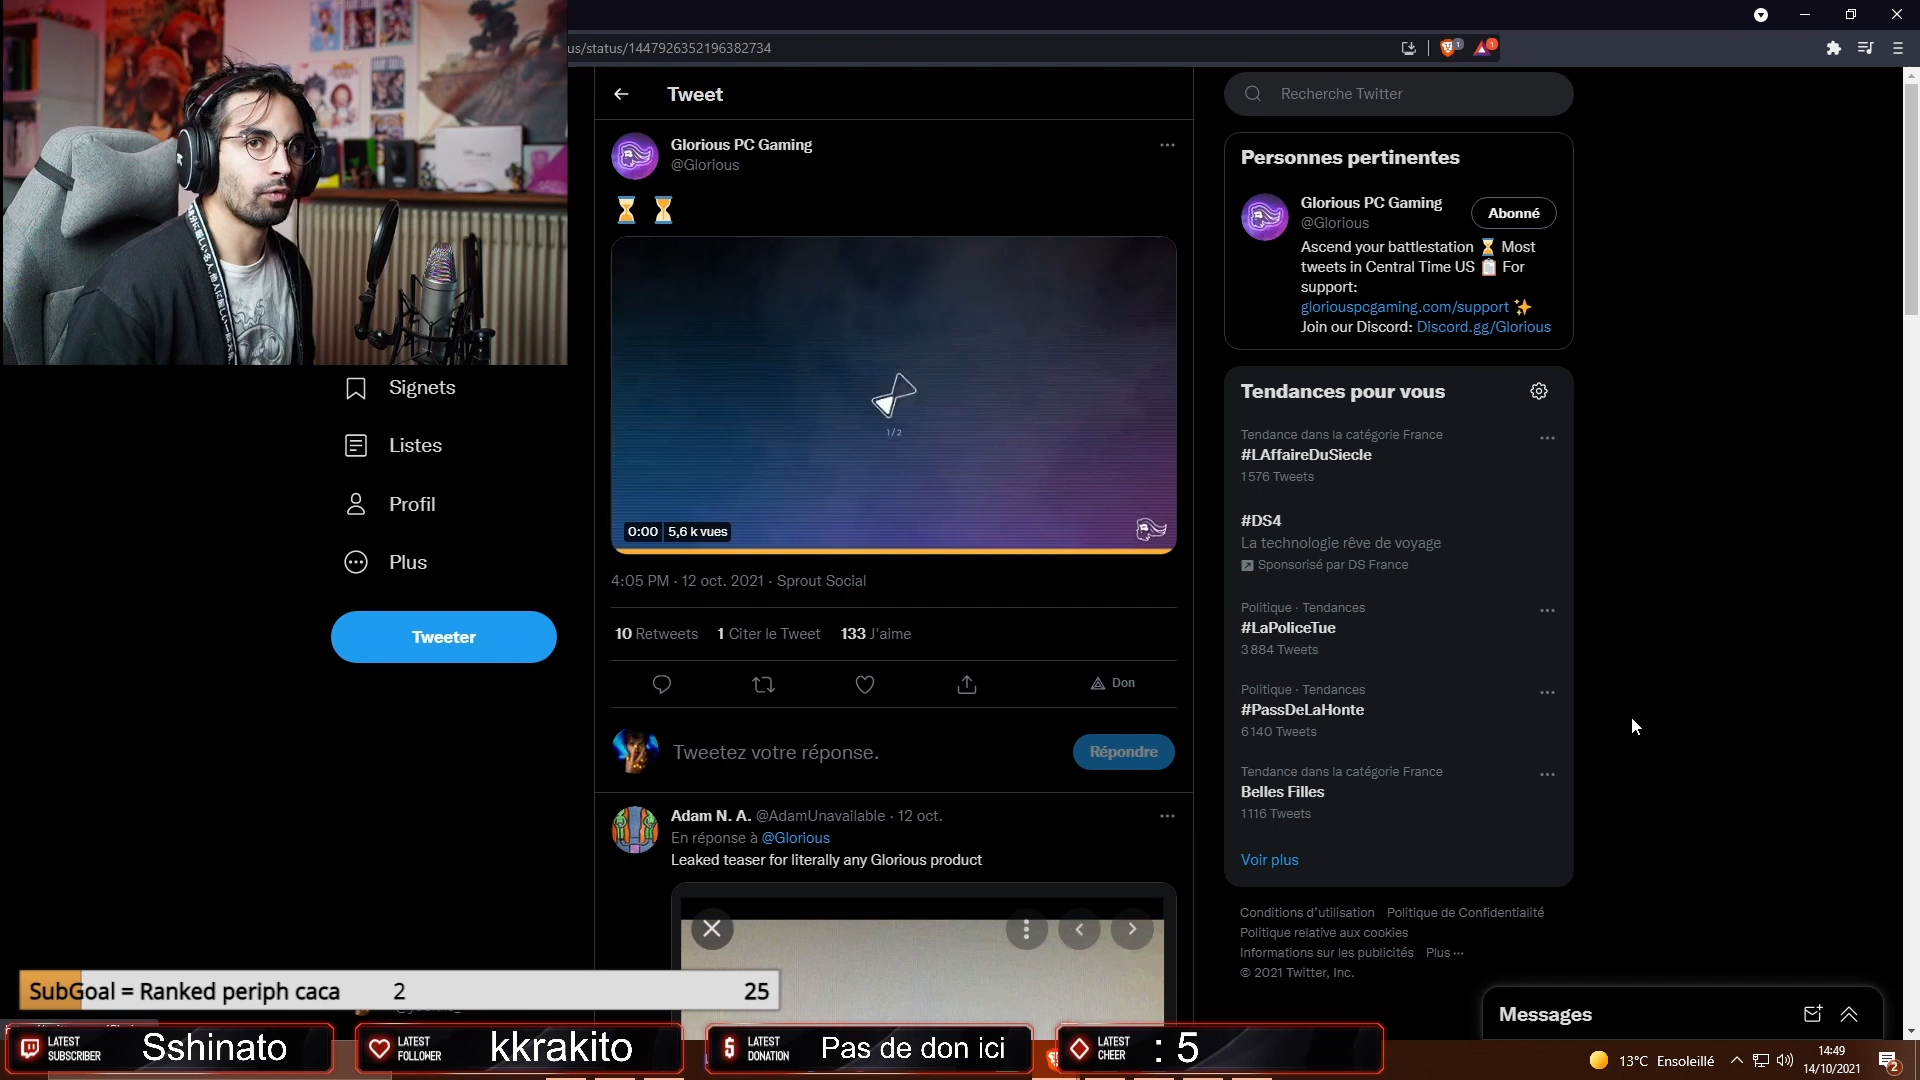 us/status/1447926352196382734
Tweet
Glorious PC Gaming
@Glorious
1/2
0:00 5,6 k vues
4:05 PM · 12 oct. 2021 · Sprout Social
10 Retweets 1 Citer le Tweet 133 J'aime
Don
Tweetez votre réponse.
Répondre
Adam N. A. @AdamUnavailable · 12 oct.
En réponse à @Glorious
Leaked teaser for literally any Glorious product
Signets
Listes
Profil
Plus
Tweeter
Recherche Twitter
Personnes pertinentes
Glorious PC Gaming
@Glorious
Abonné
Ascend your battlestation ⏳ Most
tweets in Central Time US 📋 For
support:
gloriouspcgaming.com/support ✨
Join our Discord: Discord.gg/Glorious
Tendances pour vous
Tendance dans la catégorie France
#LAffaireDuSiecle
1 576 Tweets
#DS4
La technologie rêve de voyage
Sponsorisé par DS France
Politique · Tendances
#LaPoliceTue
3 884 Tweets
Politique · Tendances
#PassDeLaHonte
6 140 Tweets
Tendance dans la catégorie France
Belles Filles
1 116 Tweets
Voir plus
Conditions d'utilisation Politique de Confidentialité
Politique relative aux cookies
Informations sur les publicités Plus ···
© 2021 Twitter, Inc.
Messages
SubGoal = Ranked periph caca 2 25
LATEST SUBSCRIBER Sshinato
LATEST FOLLOWER kkrakito
LATEST DONATION Pas de don ici
LATEST CHEER : 5
13°C Ensoleillé
14:49
14/10/2021
2